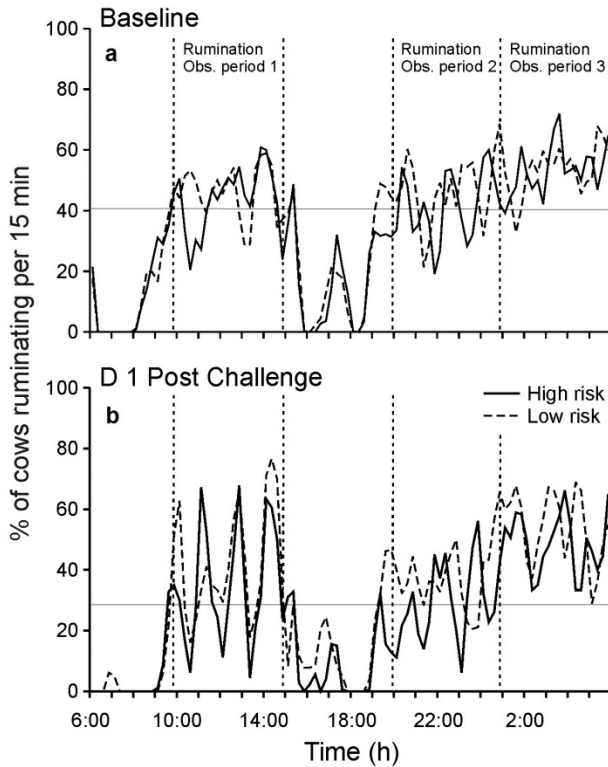 Baseline
a
Rumination
Obs. period 1
Rumination
Obs. period 2
Rumination
Obs. period 3
100
80
60
40
20
0
% of cows ruminating per 15 min
D 1 Post Challenge
b
High risk
Low risk
100
80
60
40
20
0
6:00 10:00 14:00 18:00 22:00 2:00
Time (h)